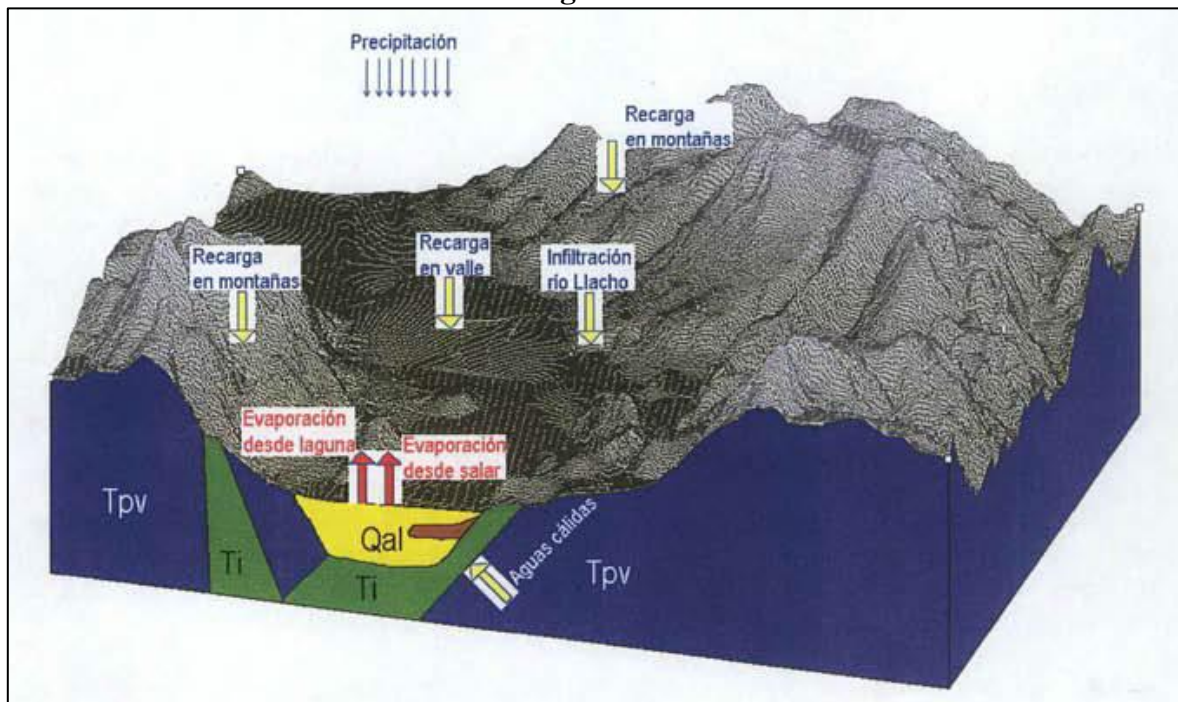 Precipitación
Recarga
en montañas
Recarga
en montañas
Recarga
en valle
Infiltración
río Llacho
Evaporación
desde laguna
Evaporación
desde salar
Tpv
Ti
Qal
Ti
Aguas cálidas
Tpv